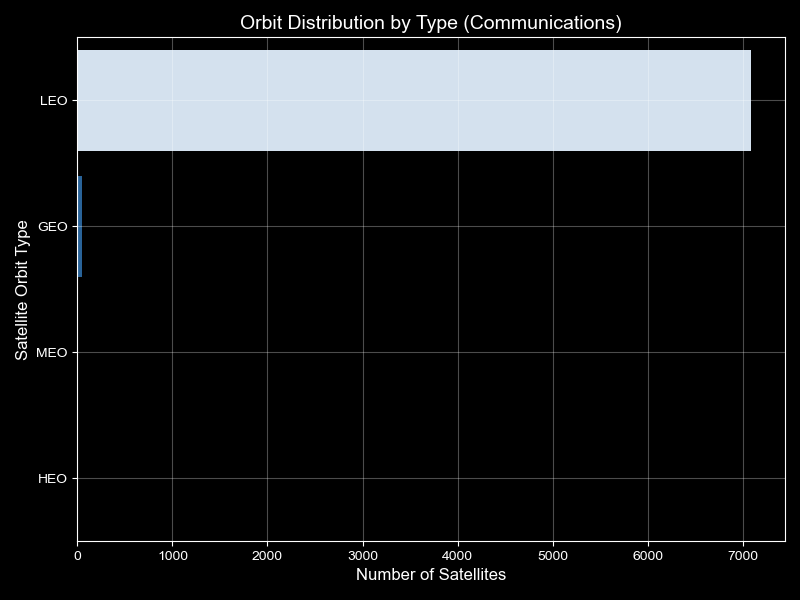 Orbit Distribution by Type (Communications)
Satellite Orbit Type
LEO
GEO
MEO
HEO
0 1000 2000 3000 4000 5000 6000 7000
Number of Satellites